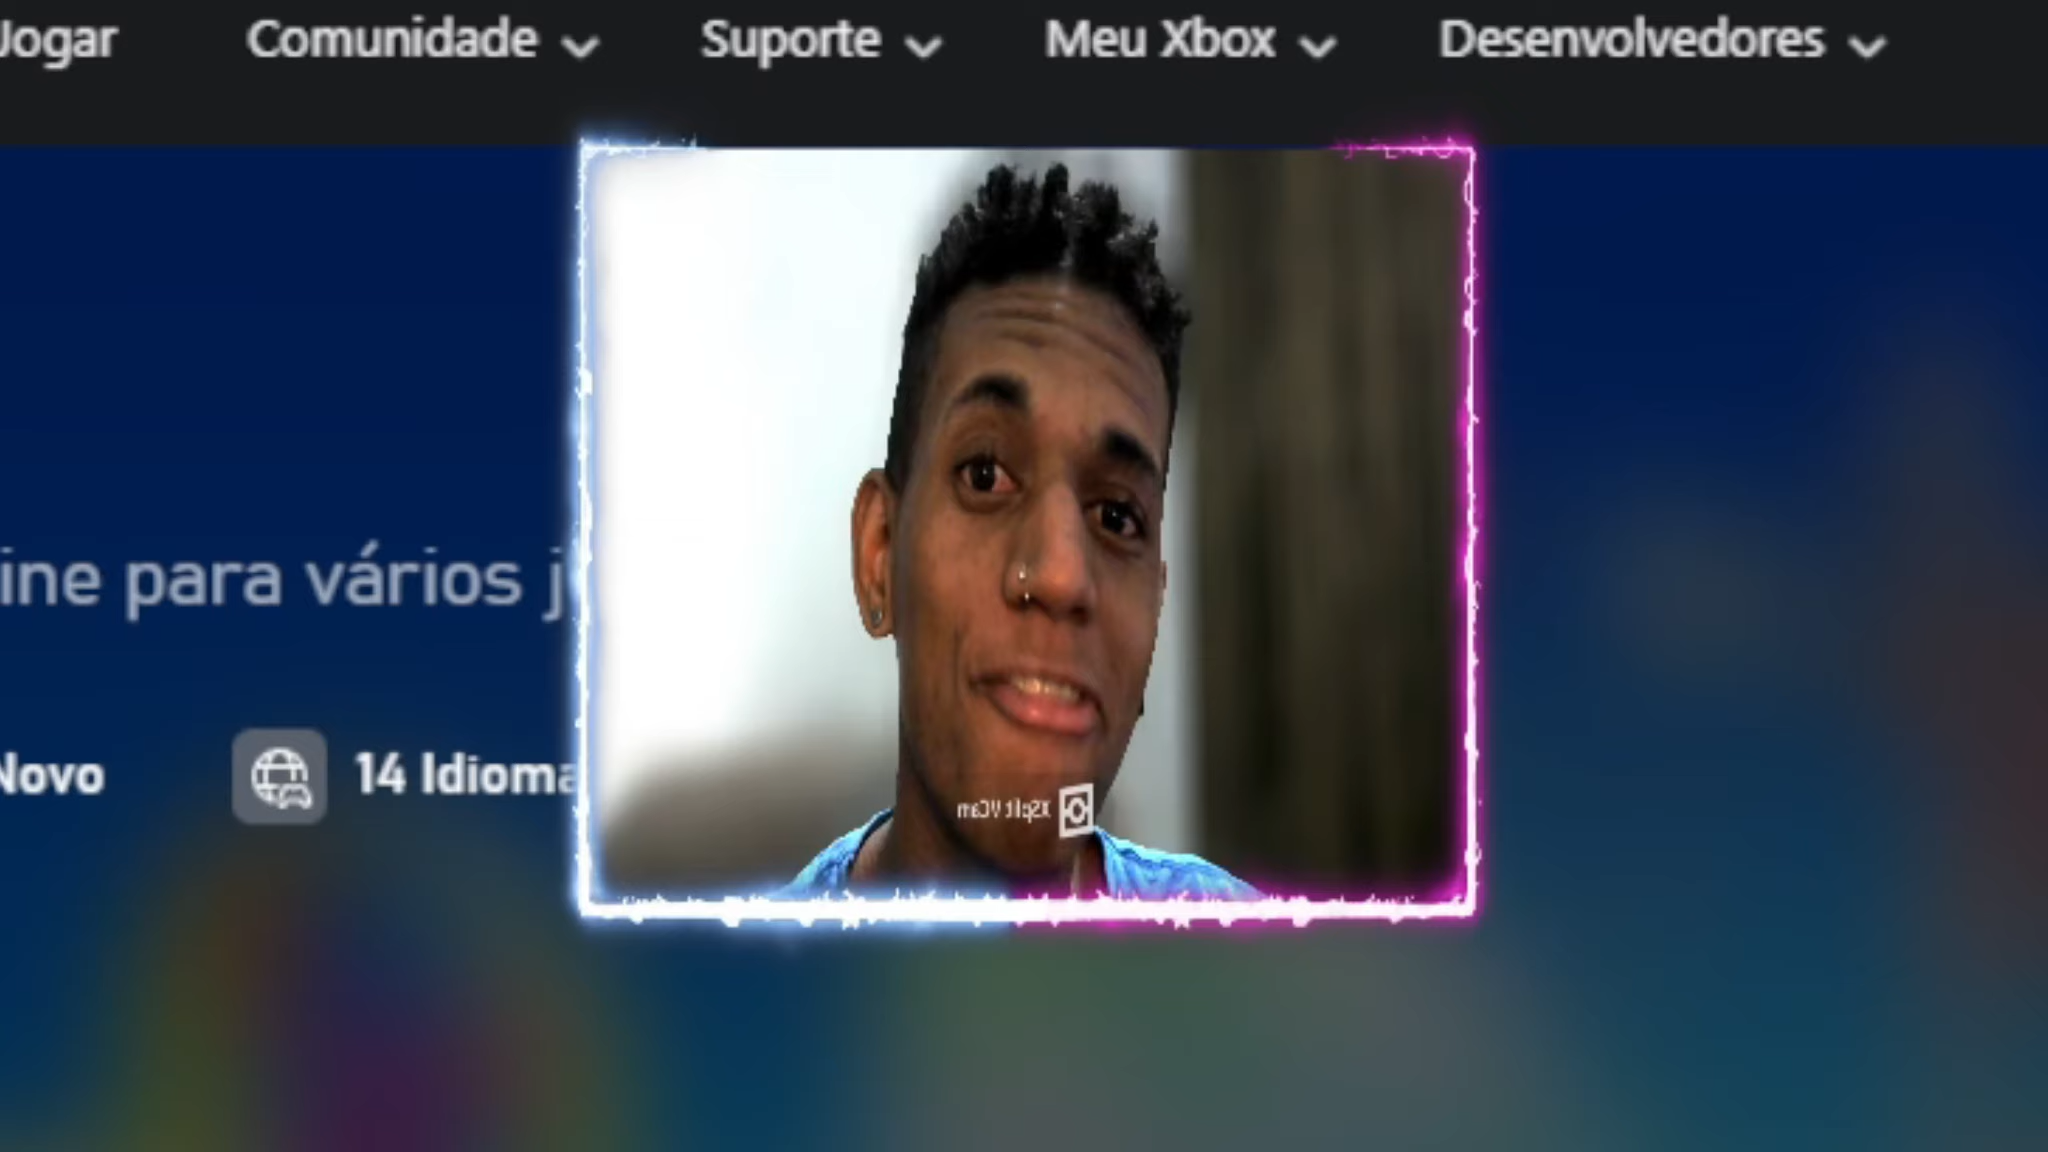 Jogar Comunidade Suporte Meu Xbox Desenvolvedores
ine para vários j
Novo 14 Idioma
XSplit VCam